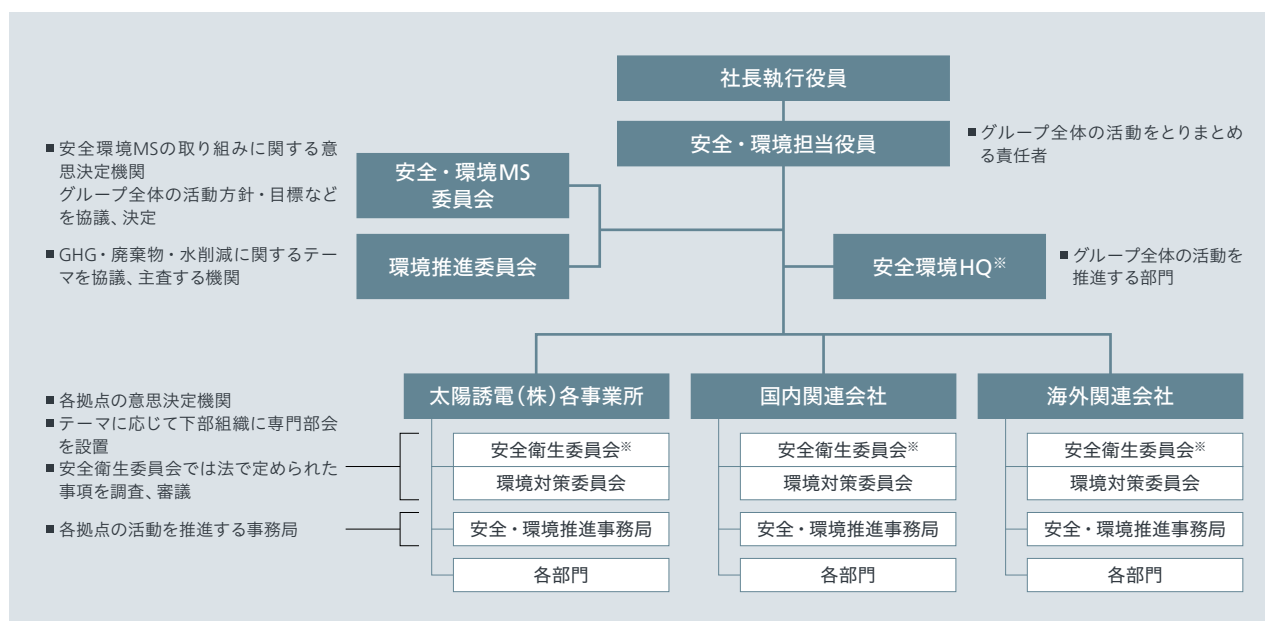 社長執行役員
安全・環境担当役員
■グループ全体の活動をとりまとめ
る責任者
■安全環境MSの取り組みに関する意
思決定機関
グループ全体の活動方針・目標など
を協議、決定
安全・環境MS
委員会
■GHG・廃棄物・水削減に関するテー
マを協議、主査する機関
環境推進委員会
安全環境HQ※
■グループ全体の活動を
推進する部門
太陽誘電（株）各事業所
国内関連会社
海外関連会社
■各拠点の意思決定機関
■テーマに応じて下部組織に専門部会
を設置
■安全衛生委員会では法で定められた
事項を調査、審議
■各拠点の活動を推進する事務局
安全衛生委員会※
環境対策委員会
安全・環境推進事務局
各部門
安全衛生委員会※
環境対策委員会
安全・環境推進事務局
各部門
安全衛生委員会※
環境対策委員会
安全・環境推進事務局
各部門